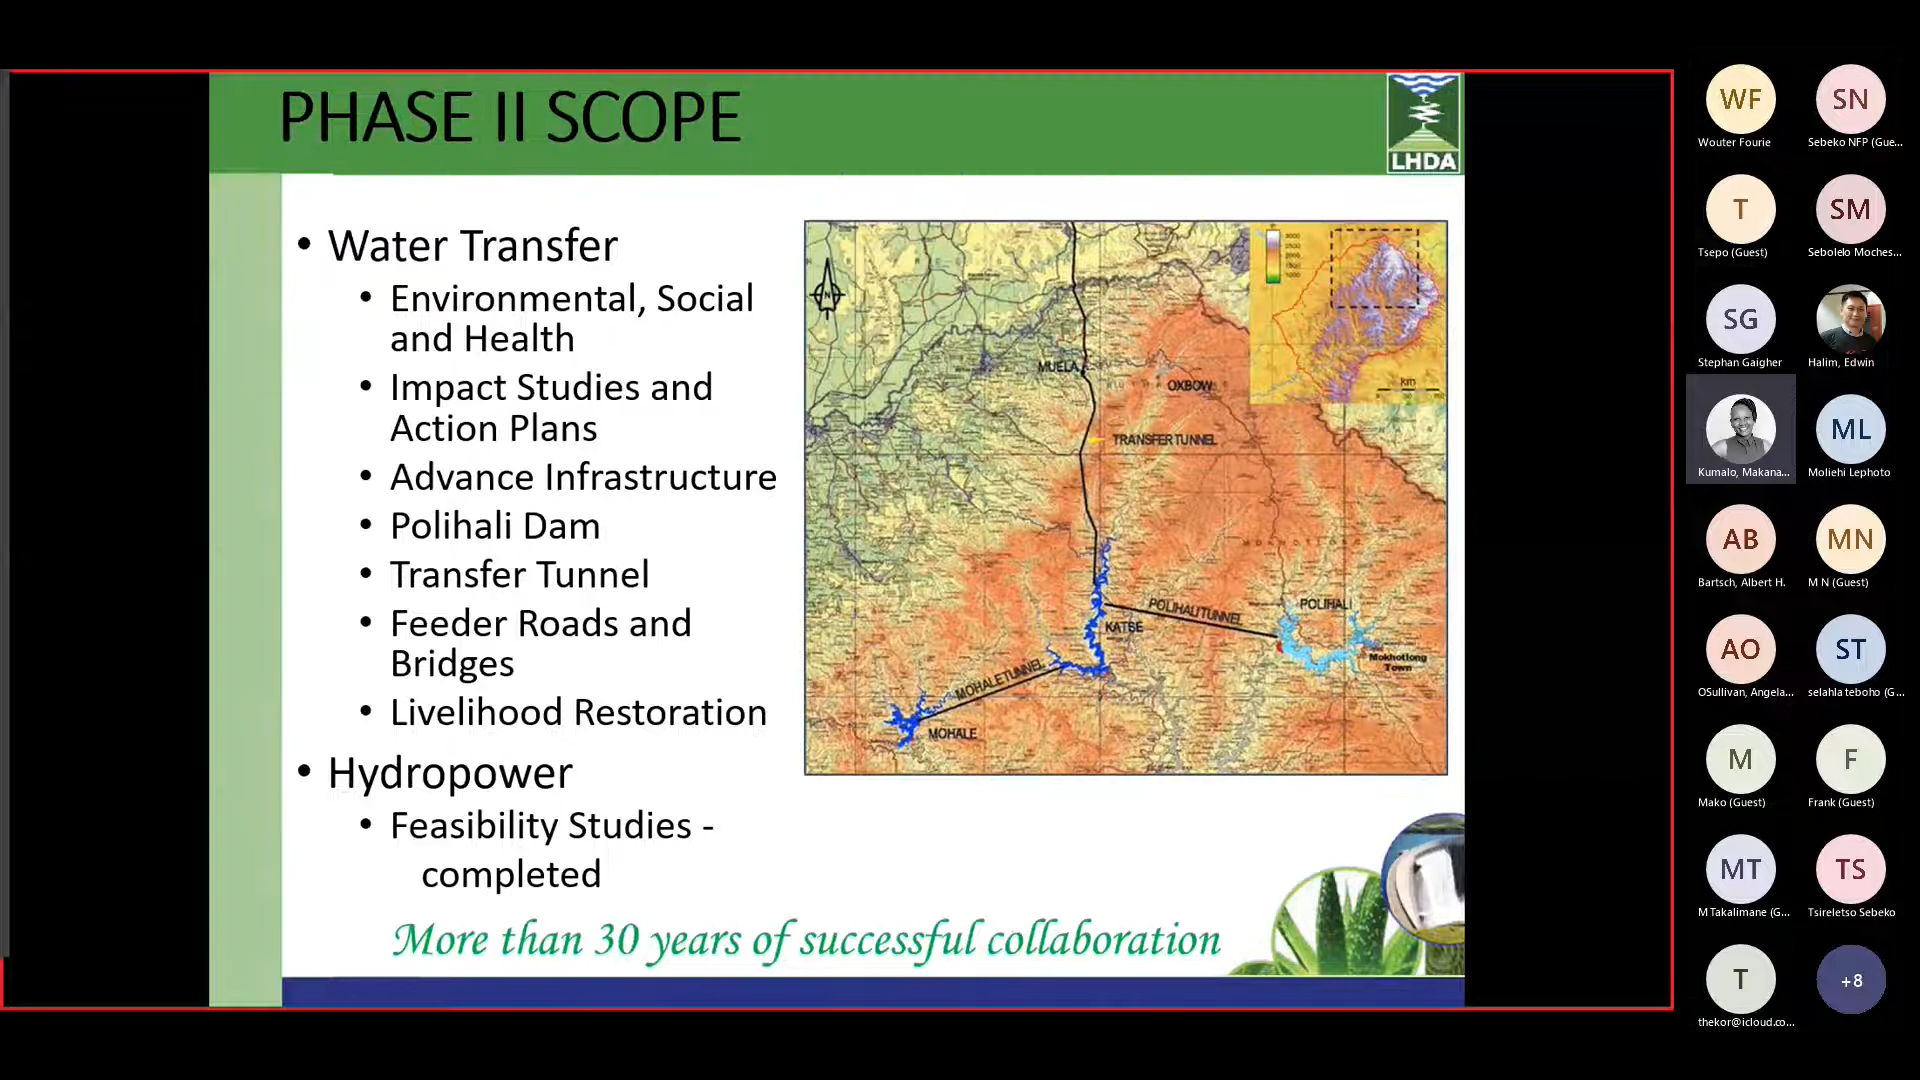 PHASE II SCOPE
LHDA
• Water Transfer
• Environmental, Social
and Health
• Impact Studies and
Action Plans
• Advance Infrastructure
• Polihali Dam
• Transfer Tunnel
• Feeder Roads and
Bridges
• Livelihood Restoration
• Hydropower
• Feasibility Studies -
completed
More than 30 years of successful collaboration
N
km
MUELA
OXBOW
TRANSFER TUNNEL
POLIHALI TUNNEL
POLIHALI
KATSE
Mokhotlong
Town
MOHALE TUNNEL
MOHALE
WF
Wouter Fourie
SN
Sebeko NFP (Gue...
T
Tsepo (Guest)
SM
Sebolelo Moches...
SG
Stephan Gaigher
Halim, Edwin
Kumalo, Makana...
ML
Moliehi Lephoto
AB
Bartsch, Albert H.
MN
M N (Guest)
AO
OSullivan, Angela...
ST
selahla teboho (G...
M
Mako (Guest)
F
Frank (Guest)
MT
M Takalimane (G...
TS
Tsireletso Sebeko
T
thekor@icloud.co...
+8